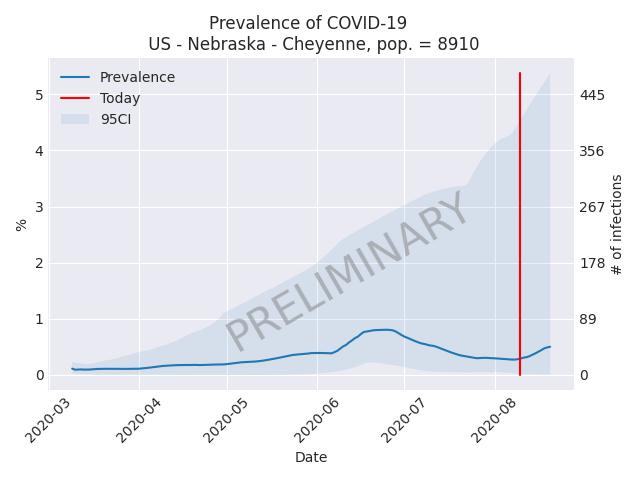 Prevalence of COVID-19
US - Nebraska - Cheyenne, pop. = 8910
Prevalence
Today
95CI
PRELIMINARY
%
5
4
3
2
1
0
445
356
267
178
89
0
# of infections
2020-03
2020-04
2020-05
2020-06
2020-07
2020-08
Date